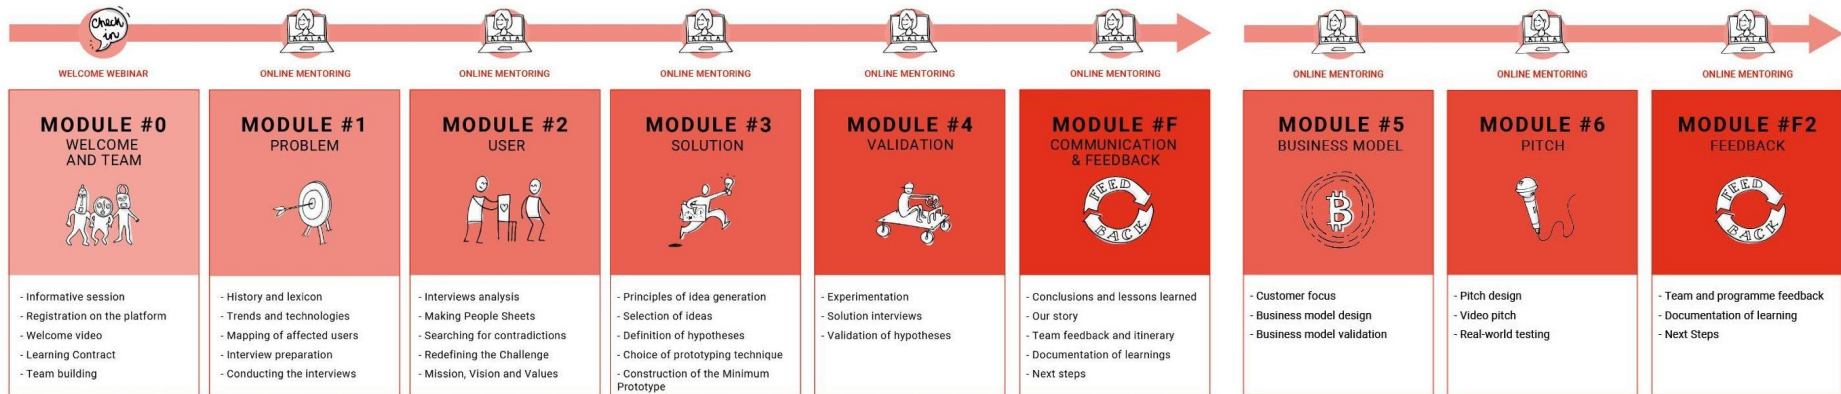 Check
in
WELCOME WEBINAR
ONLINE MENTORING
ONLINE MENTORING
ONLINE MENTORING
ONLINE MENTORING
ONLINE MENTORING
ONLINE MENTORING
ONLINE MENTORING
ONLINE MENTORING
MODULE #0
WELCOME
AND TEAM
- Informative session
- Registration on the platform
- Welcome video
- Learning Contract
- Team building
MODULE #1
PROBLEM
- History and lexicon
- Trends and technologies
- Mapping of affected users
- Interview preparation
- Conducting the interviews
MODULE #2
USER
- Interviews analysis
- Making People Sheets
- Searching for contradictions
- Redefining the Challenge
- Mission, Vision and Values
MODULE #3
SOLUTION
- Principles of idea generation
- Selection of ideas
- Definition of hypotheses
- Choice of prototyping technique
- Construction of the Minimum
Prototype
MODULE #4
VALIDATION
- Experimentation
- Solution interviews
- Validation of hypotheses
MODULE #F
COMMUNICATION
& FEEDBACK
FEED
BACK
- Conclusions and lessons learned
- Our story
- Team feedback and itinerary
- Documentation of learnings
- Next steps
MODULE #5
BUSINESS MODEL
- Customer focus
- Business model design
- Business model validation
MODULE #6
PITCH
- Pitch design
- Video pitch
- Real-world testing
MODULE #F2
FEEDBACK
FEED
BACK
- Team and programme feedback
- Documentation of learning
- Next Steps